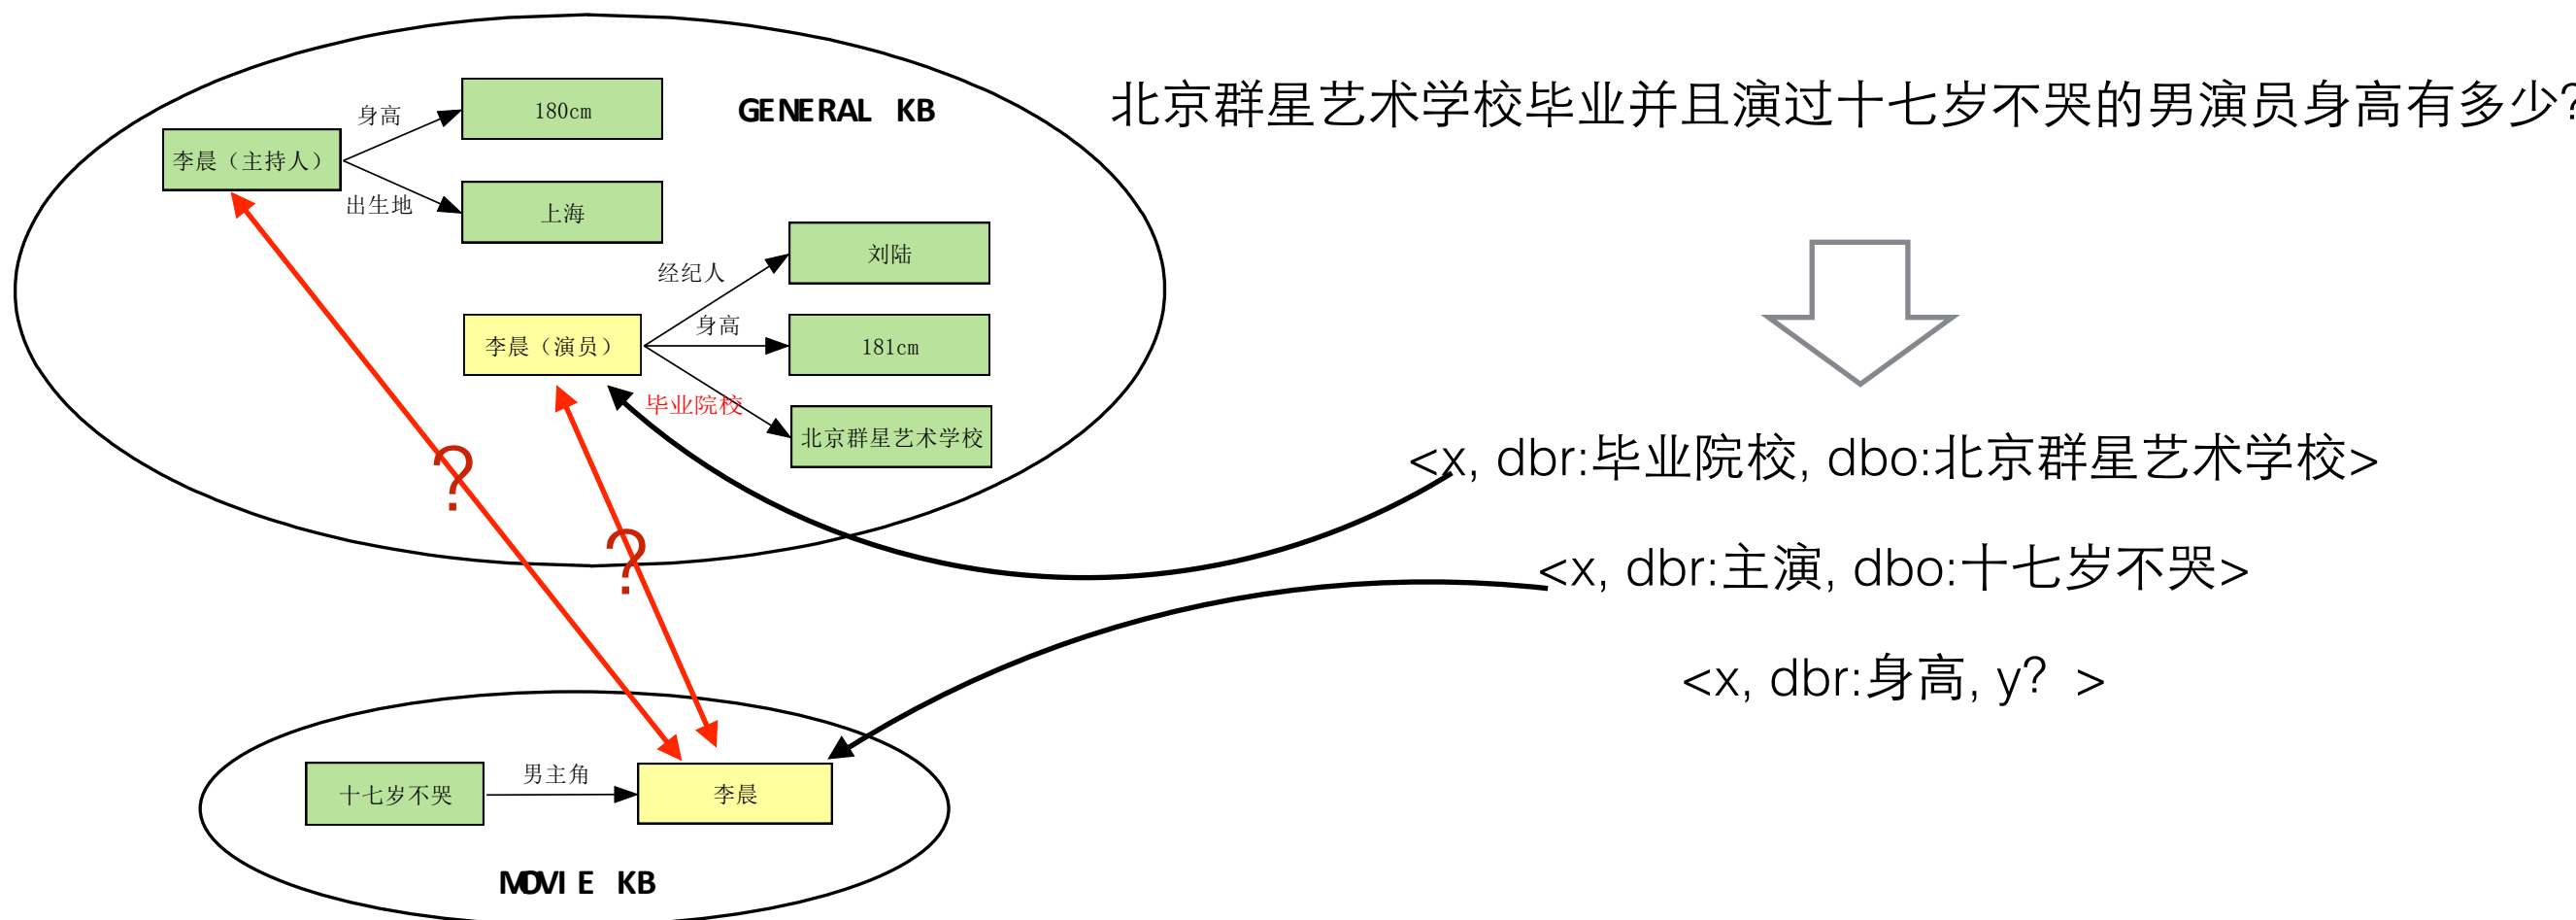 北京群星艺术学校毕业并且演过十七岁不哭的男演员身高有多少?
GENERAL KB
身高
180cm
李晨（主持人）
出生地
上海
经纪人
刘陆
身高
李晨（演员）
181cm
毕业院校
北京群星艺术学校
<x, dbr:毕业院校, dbo:北京群星艺术学校>
?
?
<x, dbr:主演, dbo:十七岁不哭>
<x, dbr:身高, y? >
男主角
十七岁不哭
李晨
MOVIE KB